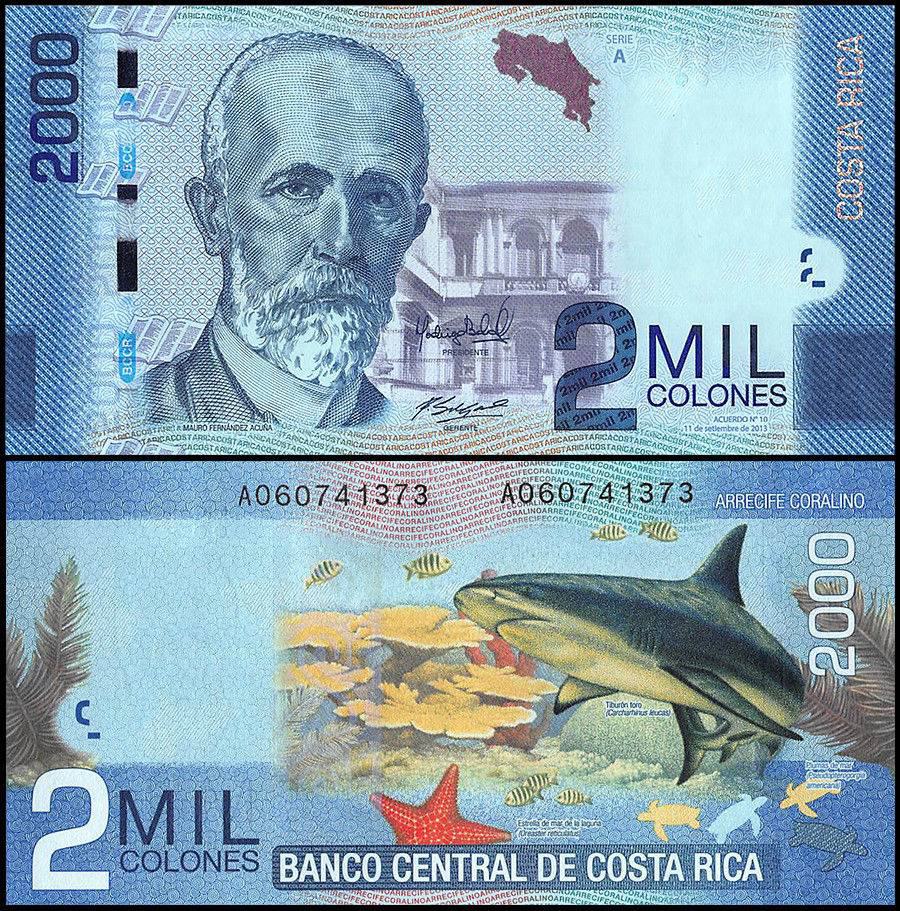 2000
SERIE
A
COSTA RICA
BCCR
PRESIDENTE
2
MIL
COLONES
MAURO FERNÁNDEZ ACUÑA
GERENTE
ACUERDO Nº 10
11 de setiembre de 2013
A060741373 A060741373
ARRECIFE CORALINO
2000
Tiburón toro
(Carcharhinus leucas)
Plumas de mar
(Pseudopterogorgia
americana)
Estrella de mar de la laguna
(Oreaster reticulatus)
2
MIL
COLONES
BANCO CENTRAL DE COSTA RICA